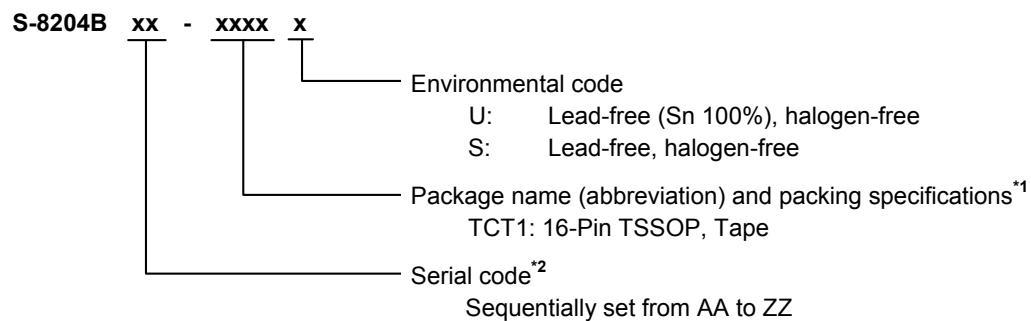 S-8204B xx - xxxx x
Environmental code
U: Lead-free (Sn 100%), halogen-free
S: Lead-free, halogen-free
Package name (abbreviation) and packing specifications*1
TCT1: 16-Pin TSSOP, Tape
Serial code*2
Sequentially set from AA to ZZ